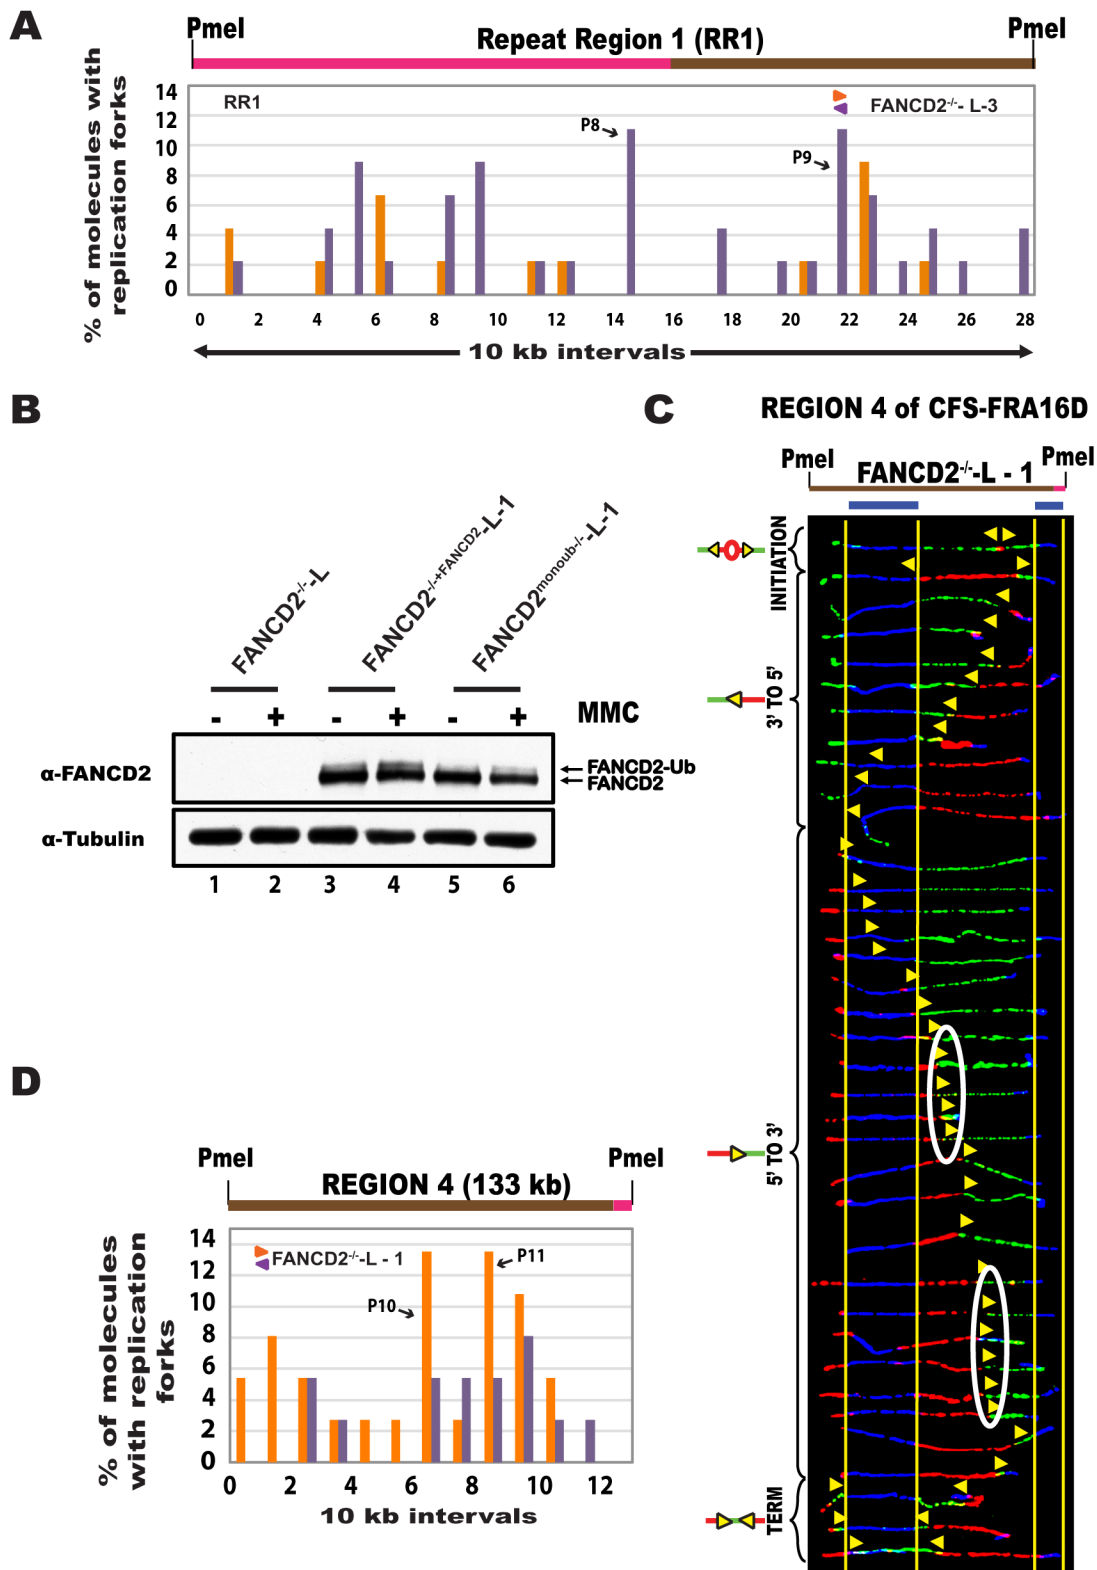 A
PmeI
Repeat Region 1 (RR1)
PmeI
% of molecules with
replication forks
14
12
10
8
6
4
2
0
RR1
P8
P9
FANCD2-/-- L-3
0 2 4 6 8 10 12 14 16 18 20 22 24 26 28
10 kb intervals
B
FANCD2-/--L
FANCD2-/-+FANCD2-L-1
FANCD2monoub-/--L-1
- + - + - + MMC
α-FANCD2
FANCD2-Ub
FANCD2
α-Tubulin
1 2 3 4 5 6
C
REGION 4 of CFS-FRA16D
PmeI
FANCD2-/--L - 1
PmeI
INITIATION
3' TO 5'
5' TO 3'
TERM
D
PmeI
PmeI
REGION 4 (133 kb)
% of molecules
with replication
forks
14
12
10
8
6
4
2
0
FANCD2-/--L - 1
P10
P11
0 2 4 6 8 10 12
10 kb intervals